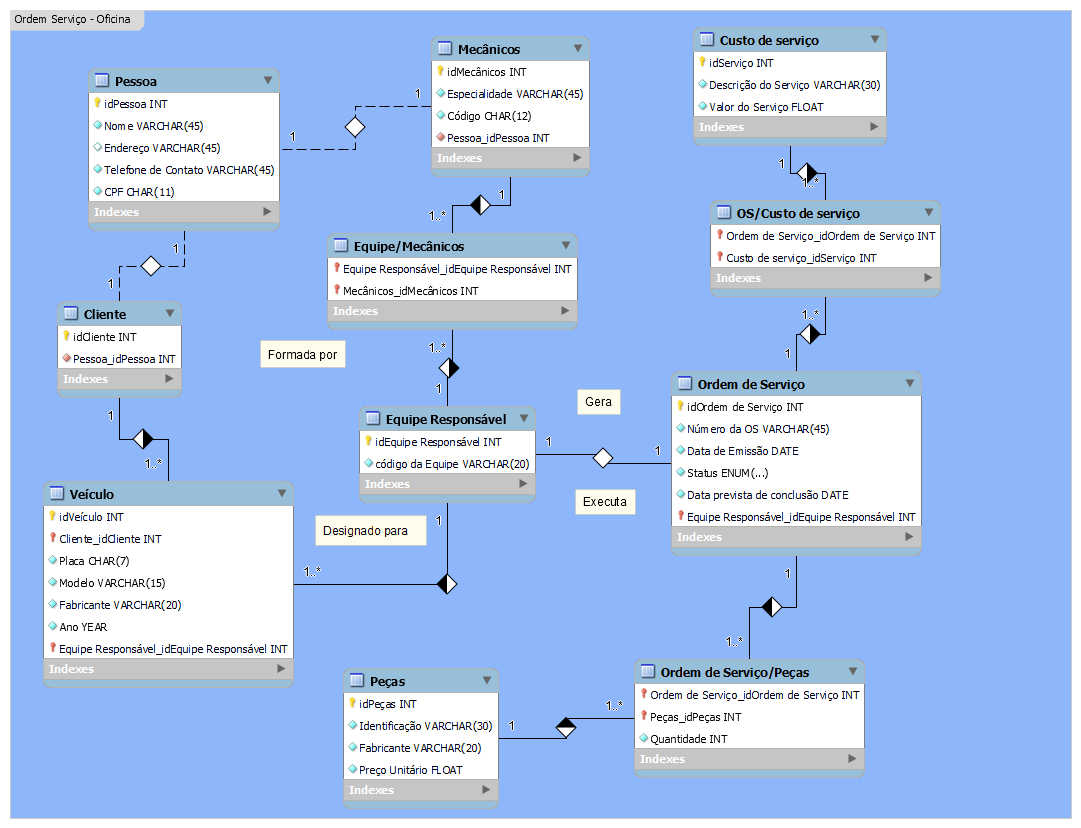 Ordem Serviço - Oficina
Pessoa
idPessoa INT
Nome VARCHAR(45)
Endereço VARCHAR(45)
Telefone de Contato VARCHAR(45)
CPF CHAR(11)
Indexes
1
1
Mecânicos
idMecânicos INT
Especialidade VARCHAR(45)
Código CHAR(12)
Pessoa_idPessoa INT
Indexes
Custo de serviço
idServiço INT
Descrição do Serviço VARCHAR(30)
Valor do Serviço FLOAT
Indexes
1
1..*
OS/Custo de serviço
Ordem de Serviço_idOrdem de Serviço INT
Custo de serviço_idServiço INT
Indexes
1..*
1
1
1..*
Equipe/Mecânicos
Equipe Responsável_idEquipe Responsável INT
Mecânicos_idMecânicos INT
Indexes
1
1
Cliente
idCliente INT
Pessoa_idPessoa INT
Indexes
Formada por
1..*
1
Equipe Responsável
idEquipe Responsável INT
código da Equipe VARCHAR(20)
Indexes
Gera
1
1
Executa
Ordem de Serviço
idOrdem de Serviço INT
Número da OS VARCHAR(45)
Data de Emissão DATE
Status ENUM(...)
Data prevista de conclusão DATE
Equipe Responsável_idEquipe Responsável INT
Indexes
1
1..*
Veículo
idVeículo INT
Cliente_idCliente INT
Placa CHAR(7)
Modelo VARCHAR(15)
Fabricante VARCHAR(20)
Ano YEAR
Equipe Responsável_idEquipe Responsável INT
Indexes
Designado para
1
1..*
1
1..*
Peças
idPeças INT
Identificação VARCHAR(30)
Fabricante VARCHAR(20)
Preço Unitário FLOAT
Indexes
1
1..*
Ordem de Serviço/Peças
Ordem de Serviço_idOrdem de Serviço INT
Peças_idPeças INT
Quantidade INT
Indexes